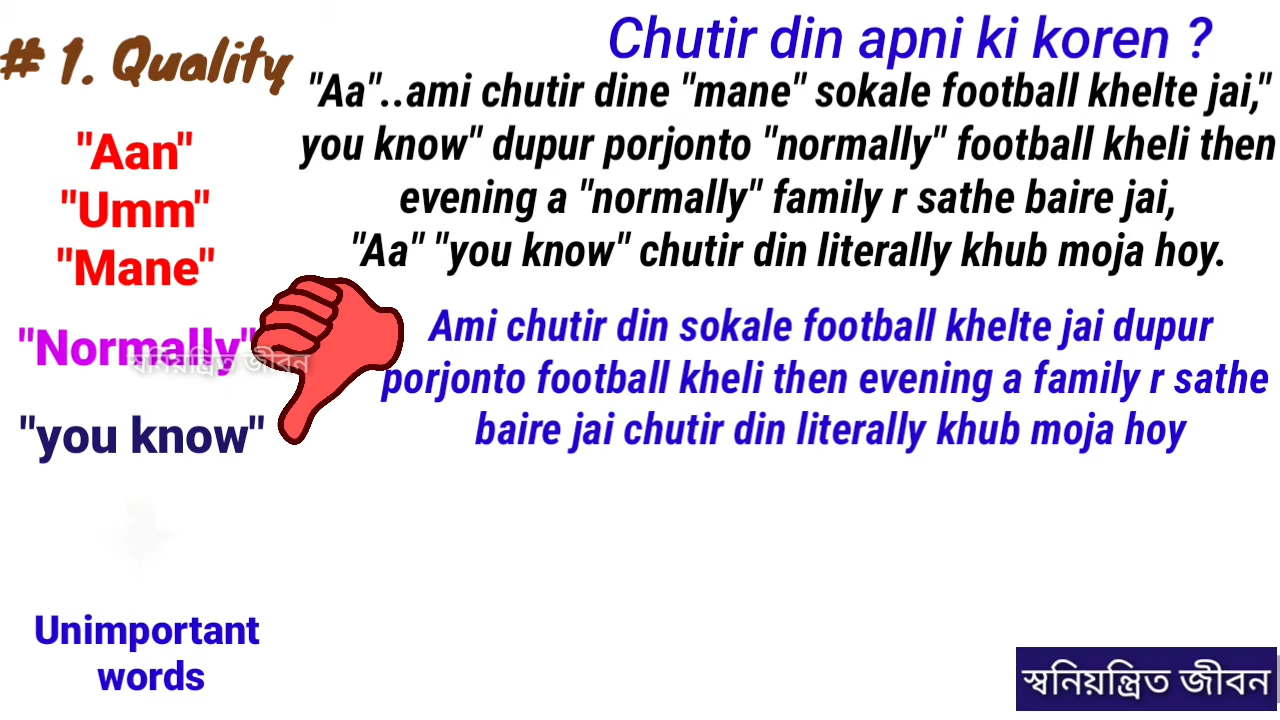 # 1. Quality
Chutir din apni ki koren ?
"Aa"..ami chutir dine "mane" sokale football khelte jai,"
you know" dupur porjonto "normally" football kheli then
evening a "normally" family r sathe baire jai,
"Aa" "you know" chutir din literally khub moja hoy.
"Aan"
"Umm"
"Mane"
"Normally"
স্বনিয়ন্ত্রিত জীবন
"you know"
Ami chutir din sokale football khelte jai dupur
porjonto football kheli then evening a family r sathe
baire jai chutir din literally khub moja hoy
Unimportant
words
স্বনিয়ন্ত্রিত জীবন